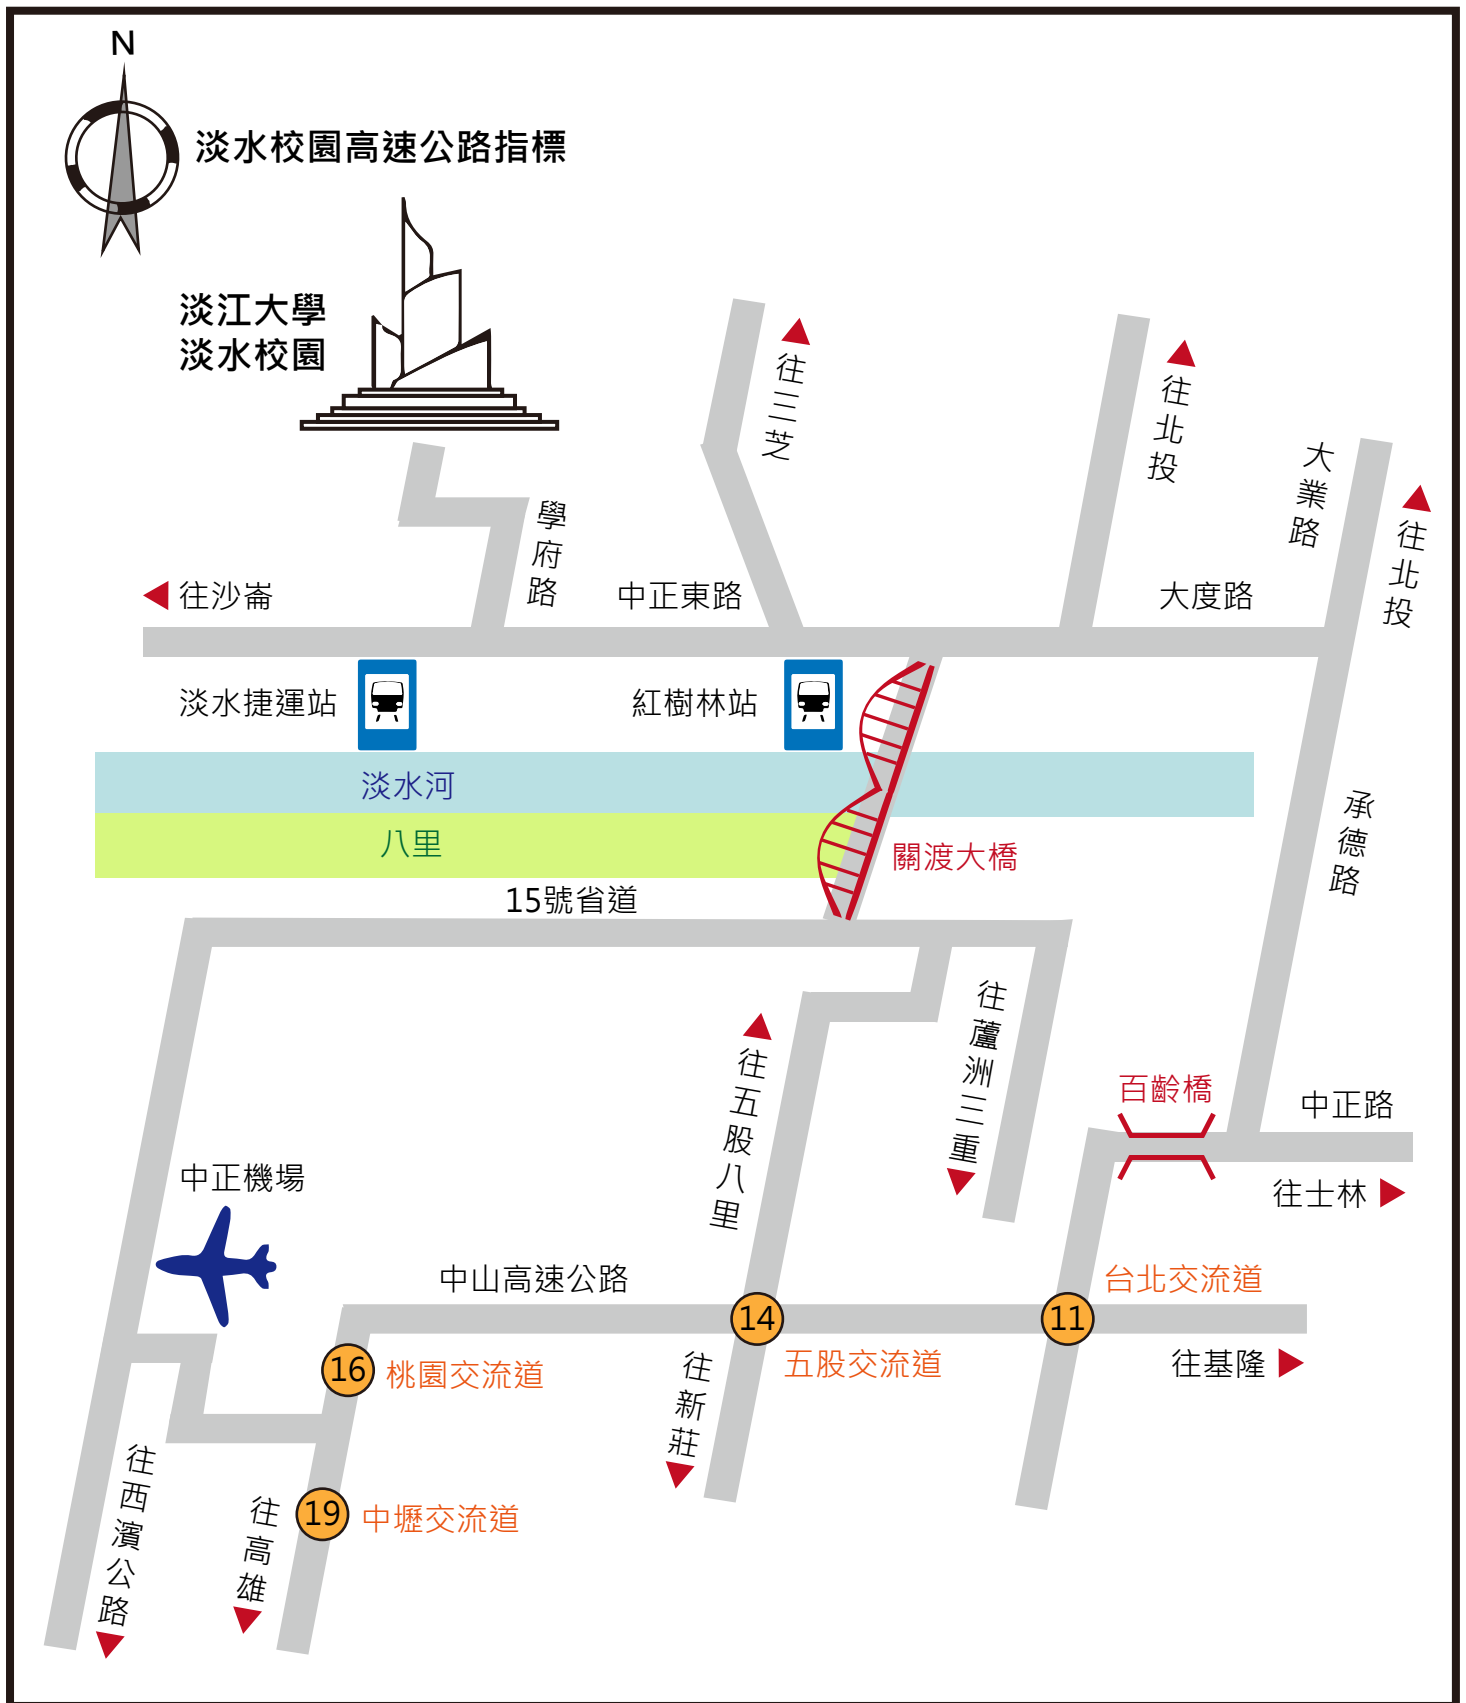 N
淡水校園高速公路指標
淡江大學
淡水校園
往三芝
往北投
大業路
往北投
學府路
往沙崙
中正東路
大度路
淡水捷運站
紅樹林站
淡水河
八里
關渡大橋
承德路
15號省道
往蘆洲三重
往五股八里
百齡橋
中正路
中正機場
往士林
中山高速公路
台北交流道
14
11
16
桃園交流道
往新莊
五股交流道
往基隆
往西濱公路
往高雄
19
中壢交流道